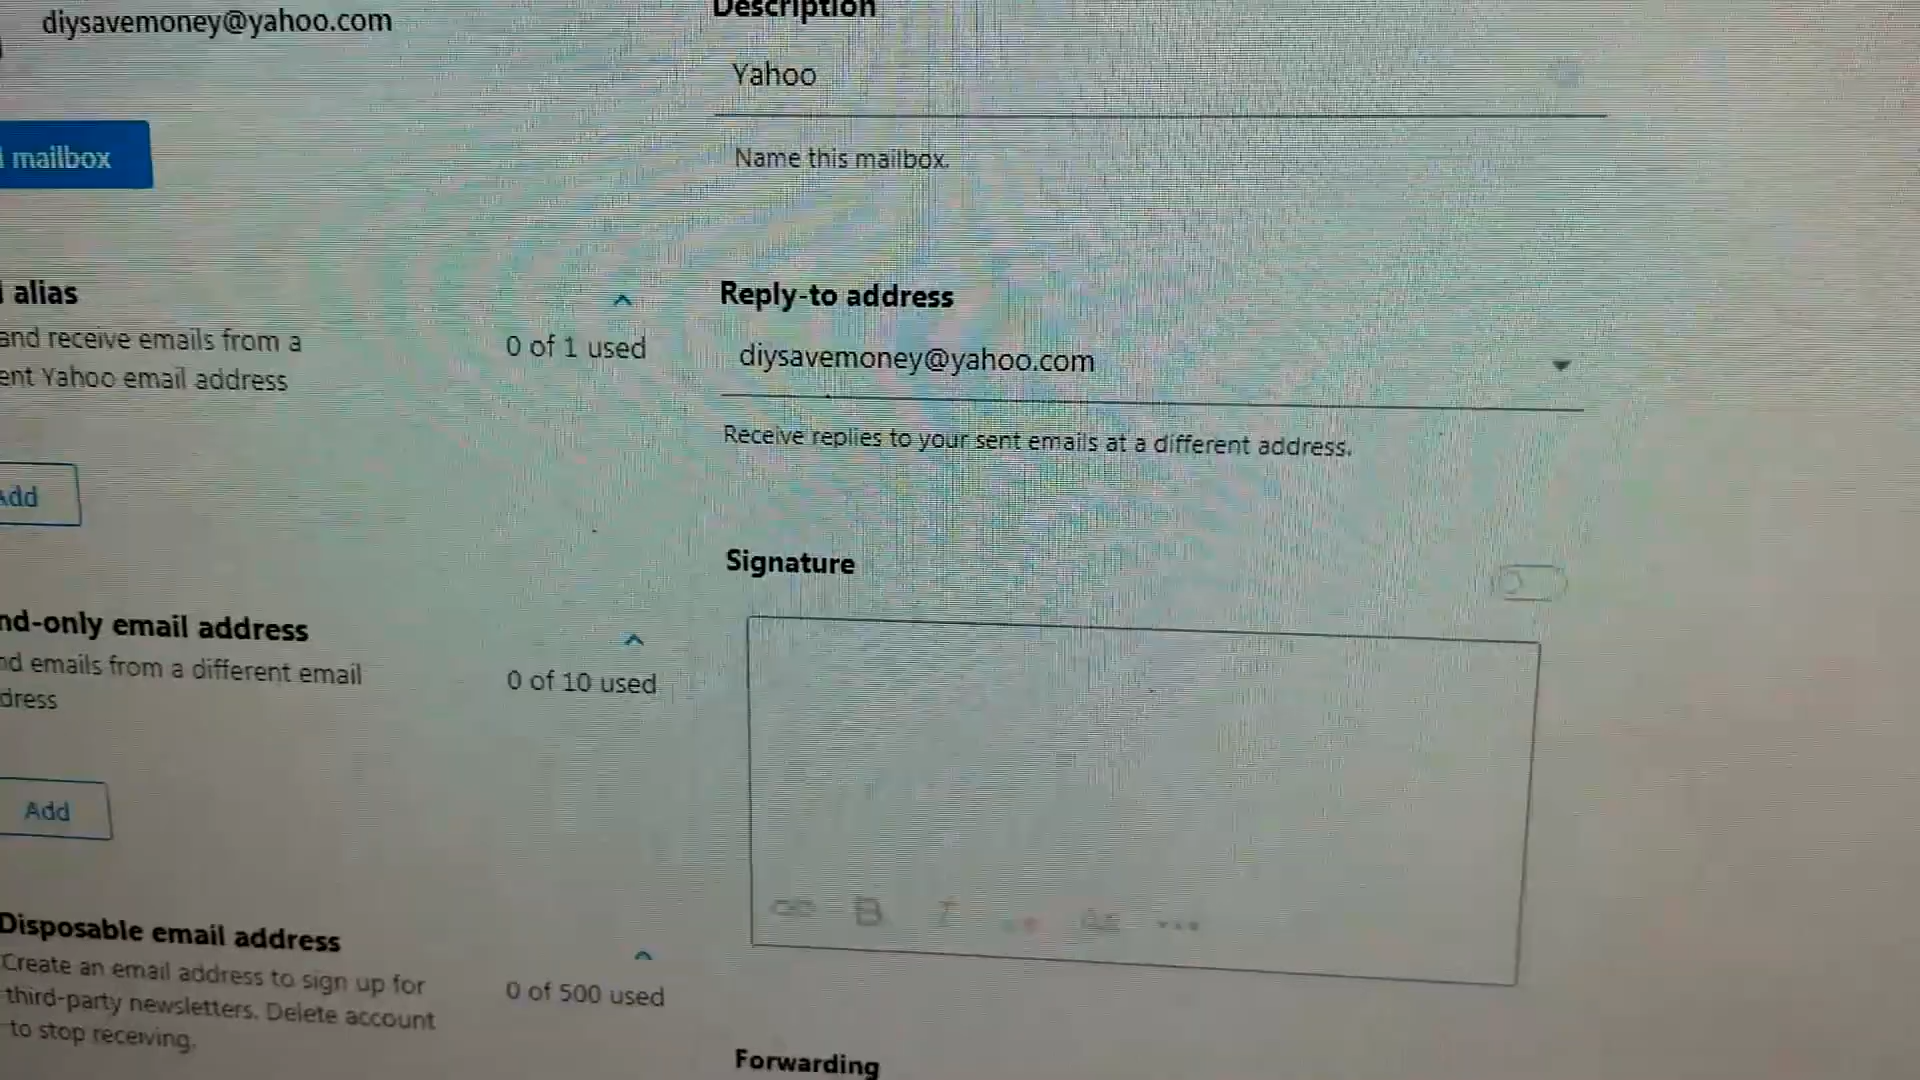 diysavemoney@yahoo.com
mailbox
alias
and receive emails from a
ent Yahoo email address
0 of 1 used
Add
nd-only email address
nd emails from a different email
dress
0 of 10 used
Add
Disposable email address
Create an email address to sign up for
third-party newsletters. Delete account
to stop receiving.
0 of 500 used
Description
Yahoo
Name this mailbox.
Reply-to address
diysavemoney@yahoo.com
Receive replies to your sent emails at a different address.
Signature
B I
Forwarding